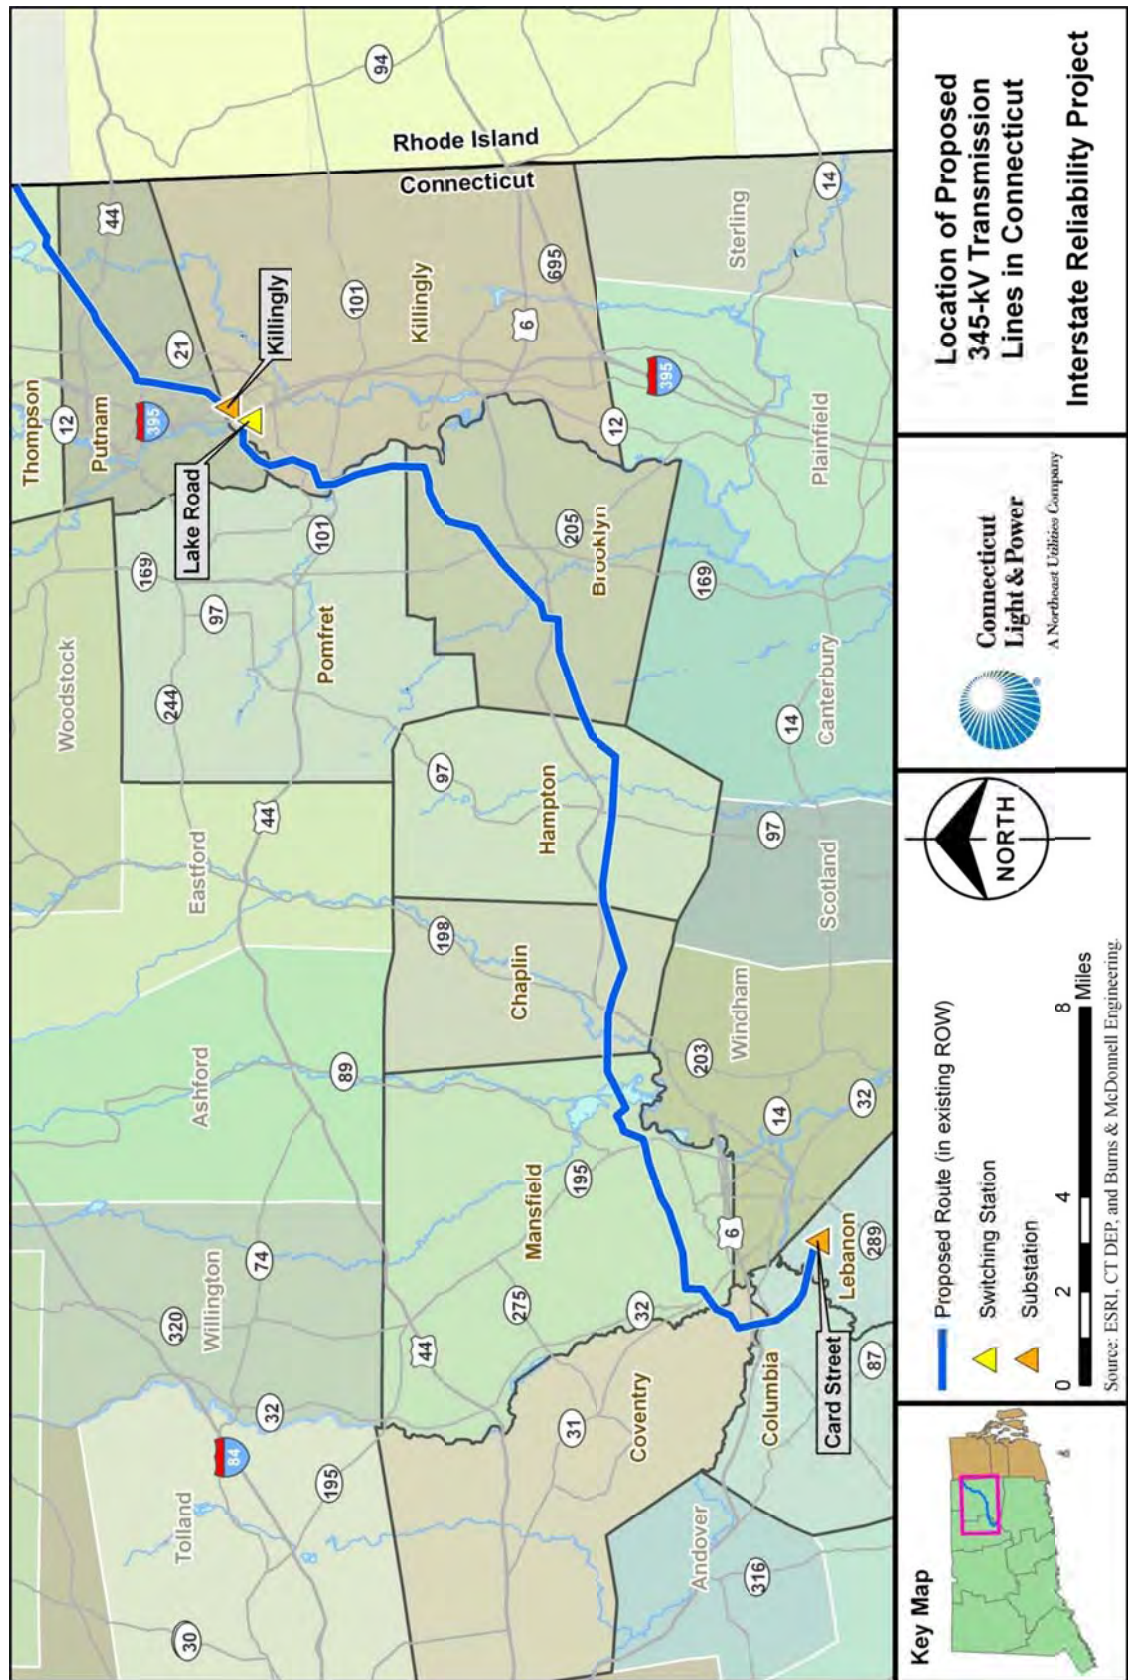 Thompson
Woodstock
Putnam
12
44
21
395
Killingly
Lake Road
94
Rhode Island
Connecticut
101
Killingly
695
6
12
395
Sterling
14
Plainfield
169
244
97
101
Pomfret
205
Brooklyn
169
14
Canterbury
44
Eastford
97
Hampton
97
Scotland
198
Chaplin
Ashford
89
Windham
203
14
32
320
Willington
74
32
Mansfield
195
275
32
44
6
Lebanon
289
87
Card Street
Columbia
Coventry
31
84
Tolland
195
30
Andover
316
Key Map
Proposed Route (in existing ROW)
Switching Station
Substation
0 2 4 8
Miles
Source: ESRI, CT DEP, and Burns & McDonnell Engineering.
NORTH
Connecticut
Light & Power
A Northeast Utilities Company
®
Location of Proposed
345-kV Transmission
Lines in Connecticut
Interstate Reliability Project